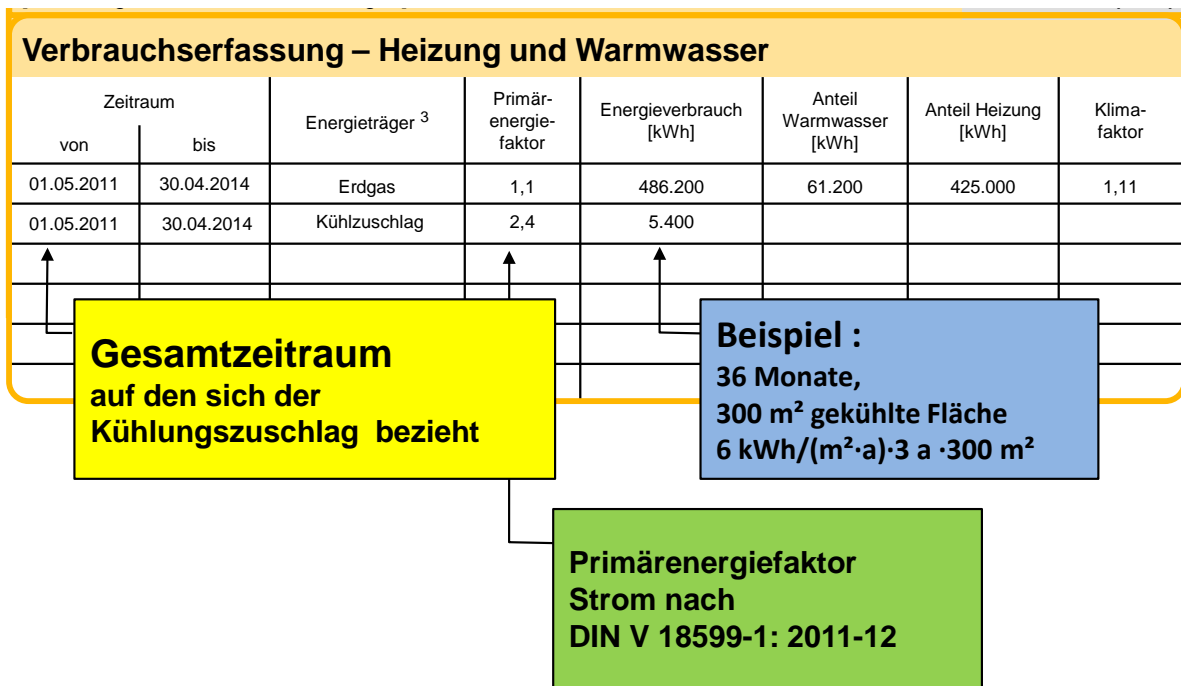 Verbrauchserfassung – Heizung und Warmwasser
Zeitraum
von bis
Energieträger 3
Primär-
energie-
faktor
Energieverbrauch
[kWh]
Anteil
Warmwasser
[kWh]
Anteil Heizung
[kWh]
Klima-
faktor
01.05.2011 30.04.2014 Erdgas 1,1 486.200 61.200 425.000 1,11
01.05.2011 30.04.2014 Kühlzuschlag 2,4 5.400
Gesamtzeitraum
auf den sich der
Kühlungszuschlag bezieht
Beispiel :
36 Monate,
300 m² gekühlte Fläche
6 kWh/(m²·a)·3 a ·300 m²
Primärenergiefaktor
Strom nach
DIN V 18599-1: 2011-12